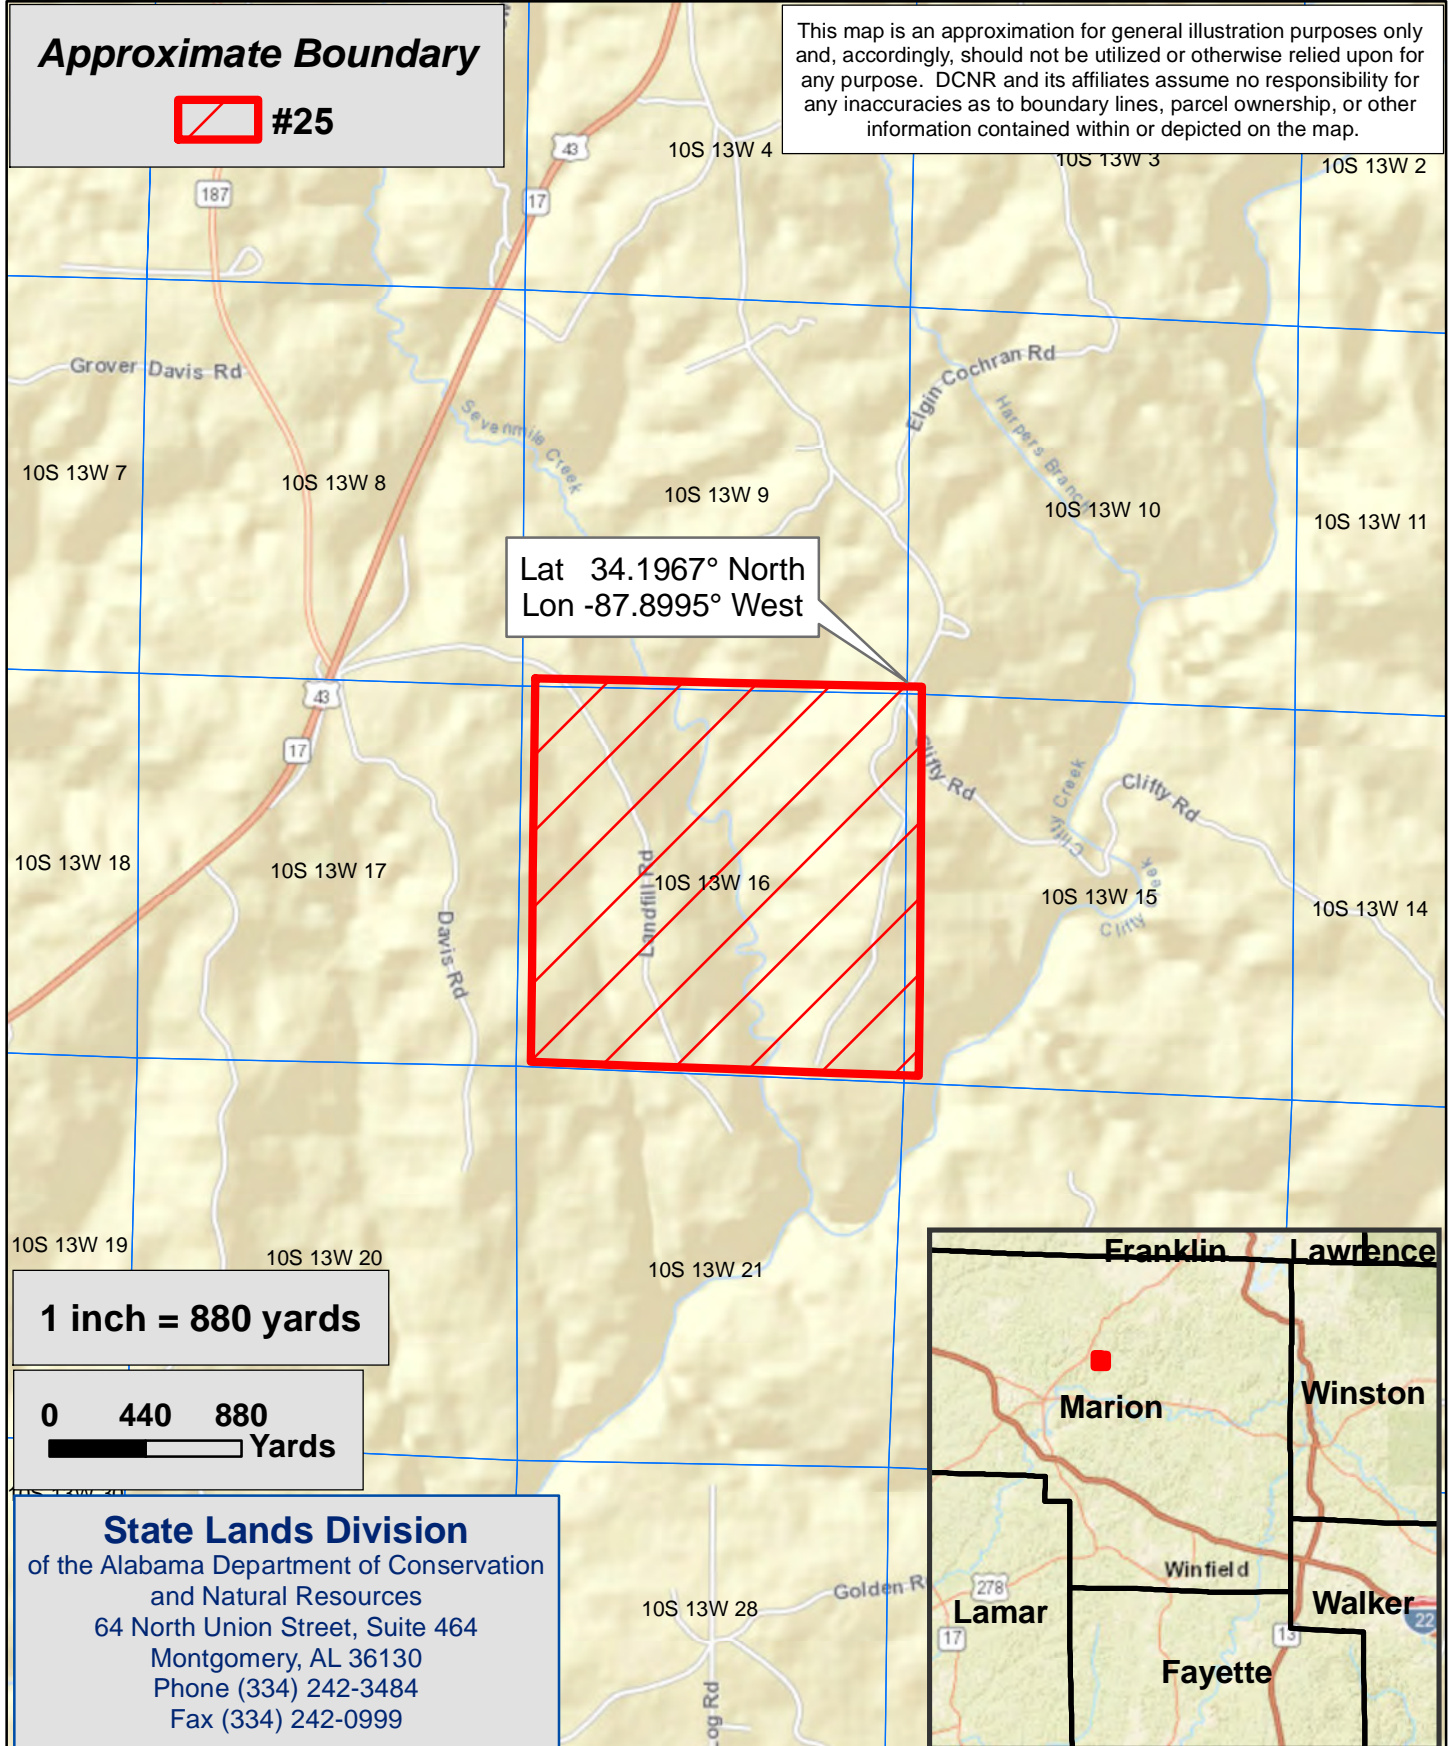 Approximate Boundary
#25
This map is an approximation for general illustration purposes only
and, accordingly, should not be utilized or otherwise relied upon for
any purpose. DCNR and its affiliates assume no responsibility for
any inaccuracies as to boundary lines, parcel ownership, or other
information contained within or depicted on the map.
10S 13W 4
10S 13W 3
10S 13W 2
43
187
17
Grover Davis Rd
Elgin Cochran Rd
Sevenmile Creek
Harpers Branch
10S 13W 7
10S 13W 8
10S 13W 9
10S 13W 10
10S 13W 11
Lat 34.1967° North
Lon -87.8995° West
43
17
Clifty Rd
Clifty Creek
Clifty Rd
10S 13W 18
10S 13W 17
Landfill Rd
10S 13W 16
10S 13W 15
Clifty Creek
10S 13W 14
Davis Rd
10S 13W 19
10S 13W 20
10S 13W 21
1 inch = 880 yards
0 440 880
Yards
10S 13W 30
State Lands Division
of the Alabama Department of Conservation
and Natural Resources
64 North Union Street, Suite 464
Montgomery, AL 36130
Phone (334) 242-3484
Fax (334) 242-0999
10S 13W 28
Golden
Log Rd
Franklin
Lawrence
Marion
Winston
Winfield
278
Lamar
17
Walker
22
13
Fayette